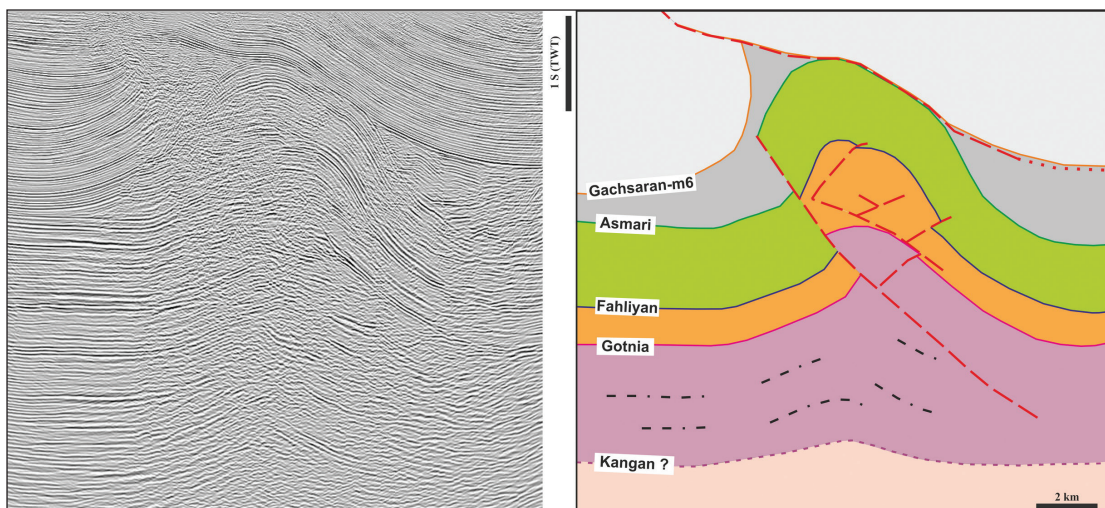 1 S (TWT)
Gachsaran-m6
Asmari
Fahliyan
Gotnia
Kangan ?
2 km